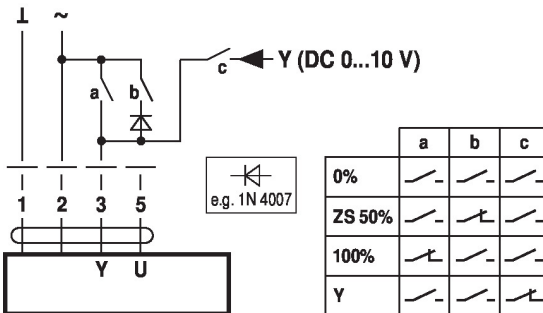 ⊥ ~
a b c Y (DC 0...10 V)
e.g. 1N 4007
1 2 3 5
Y U
a b c
0%
ZS 50%
100%
Y